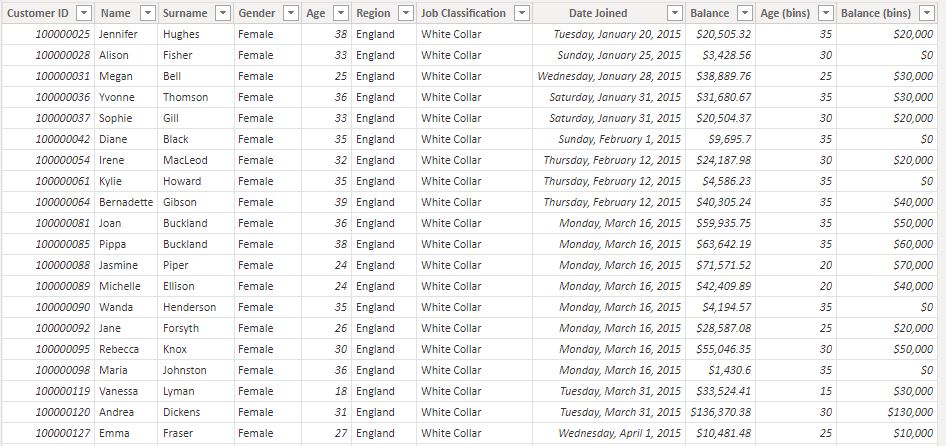 Customer ID Name Surname Gender Age Region Job Classification Date Joined Balance Age (bins) Balance (bins)
100000025 Jennifer Hughes Female 38 England White Collar Tuesday, January 20, 2015 $20,505.32 35 $20,000
100000028 Alison Fisher Female 33 England White Collar Sunday, January 25, 2015 $3,428.56 30 $0
100000031 Megan Bell Female 25 England White Collar Wednesday, January 28, 2015 $38,889.76 25 $30,000
100000036 Yvonne Thomson Female 36 England White Collar Saturday, January 31, 2015 $31,680.67 35 $30,000
100000037 Sophie Gill Female 33 England White Collar Saturday, January 31, 2015 $20,504.37 30 $20,000
100000042 Diane Black Female 35 England White Collar Sunday, February 1, 2015 $9,695.7 35 $0
100000054 Irene MacLeod Female 32 England White Collar Thursday, February 12, 2015 $24,187.98 30 $20,000
100000061 Kylie Howard Female 35 England White Collar Thursday, February 12, 2015 $4,586.23 35 $0
100000064 Bernadette Gibson Female 39 England White Collar Thursday, February 12, 2015 $40,305.24 35 $40,000
100000081 Joan Buckland Female 36 England White Collar Monday, March 16, 2015 $59,935.75 35 $50,000
100000085 Pippa Buckland Female 38 England White Collar Monday, March 16, 2015 $63,642.19 35 $60,000
100000088 Jasmine Piper Female 24 England White Collar Monday, March 16, 2015 $71,571.52 20 $70,000
100000089 Michelle Ellison Female 24 England White Collar Monday, March 16, 2015 $42,409.89 20 $40,000
100000090 Wanda Henderson Female 35 England White Collar Monday, March 16, 2015 $4,194.57 35 $0
100000092 Jane Forsyth Female 26 England White Collar Monday, March 16, 2015 $28,587.08 25 $20,000
100000095 Rebecca Knox Female 30 England White Collar Monday, March 16, 2015 $55,046.35 30 $50,000
100000098 Maria Johnston Female 36 England White Collar Monday, March 16, 2015 $1,430.6 35 $0
100000119 Vanessa Lyman Female 18 England White Collar Tuesday, March 31, 2015 $33,524.41 15 $30,000
100000120 Andrea Dickens Female 31 England White Collar Tuesday, March 31, 2015 $136,370.38 30 $130,000
100000127 Emma Fraser Female 27 England White Collar Wednesday, April 1, 2015 $10,481.48 25 $10,000